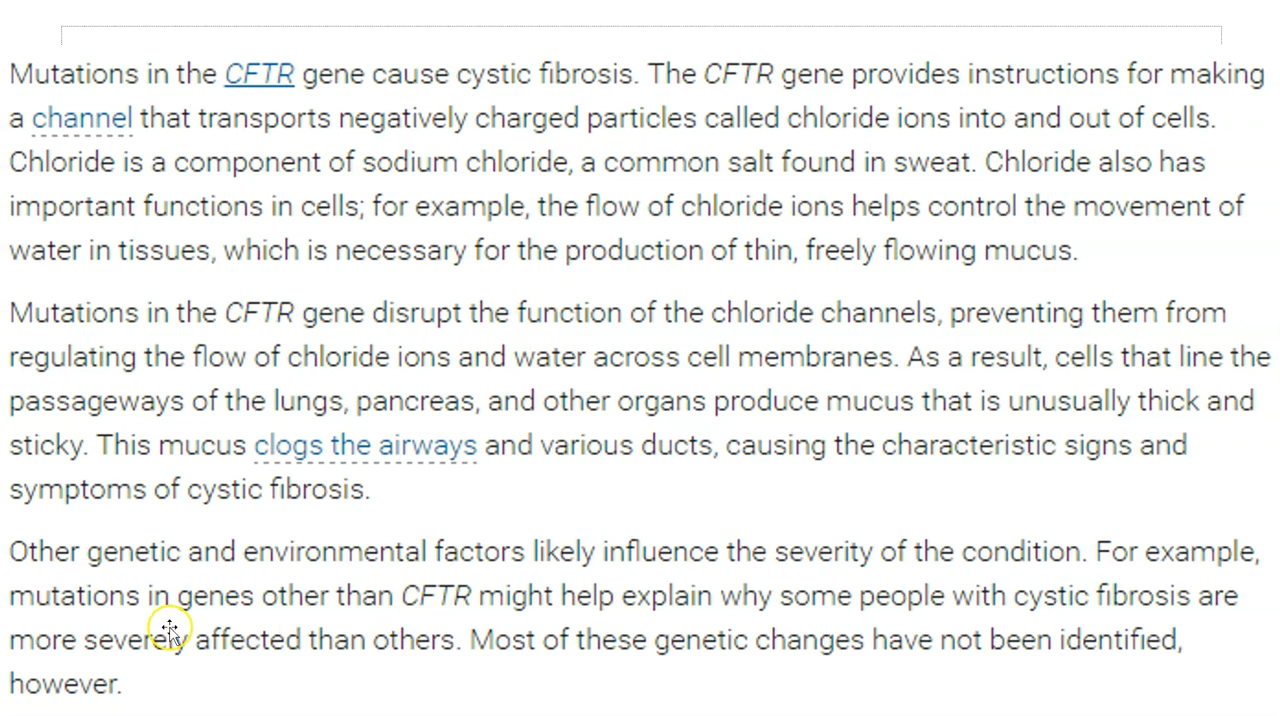 Mutations in the CFTR gene cause cystic fibrosis. The CFTR gene provides instructions for making
a channel that transports negatively charged particles called chloride ions into and out of cells.
Chloride is a component of sodium chloride, a common salt found in sweat. Chloride also has
important functions in cells; for example, the flow of chloride ions helps control the movement of
water in tissues, which is necessary for the production of thin, freely flowing mucus.
Mutations in the CFTR gene disrupt the function of the chloride channels, preventing them from
regulating the flow of chloride ions and water across cell membranes. As a result, cells that line the
passageways of the lungs, pancreas, and other organs produce mucus that is unusually thick and
sticky. This mucus clogs the airways and various ducts, causing the characteristic signs and
symptoms of cystic fibrosis.
Other genetic and environmental factors likely influence the severity of the condition. For example,
mutations in genes other than CFTR might help explain why some people with cystic fibrosis are
more severely affected than others. Most of these genetic changes have not been identified,
however.